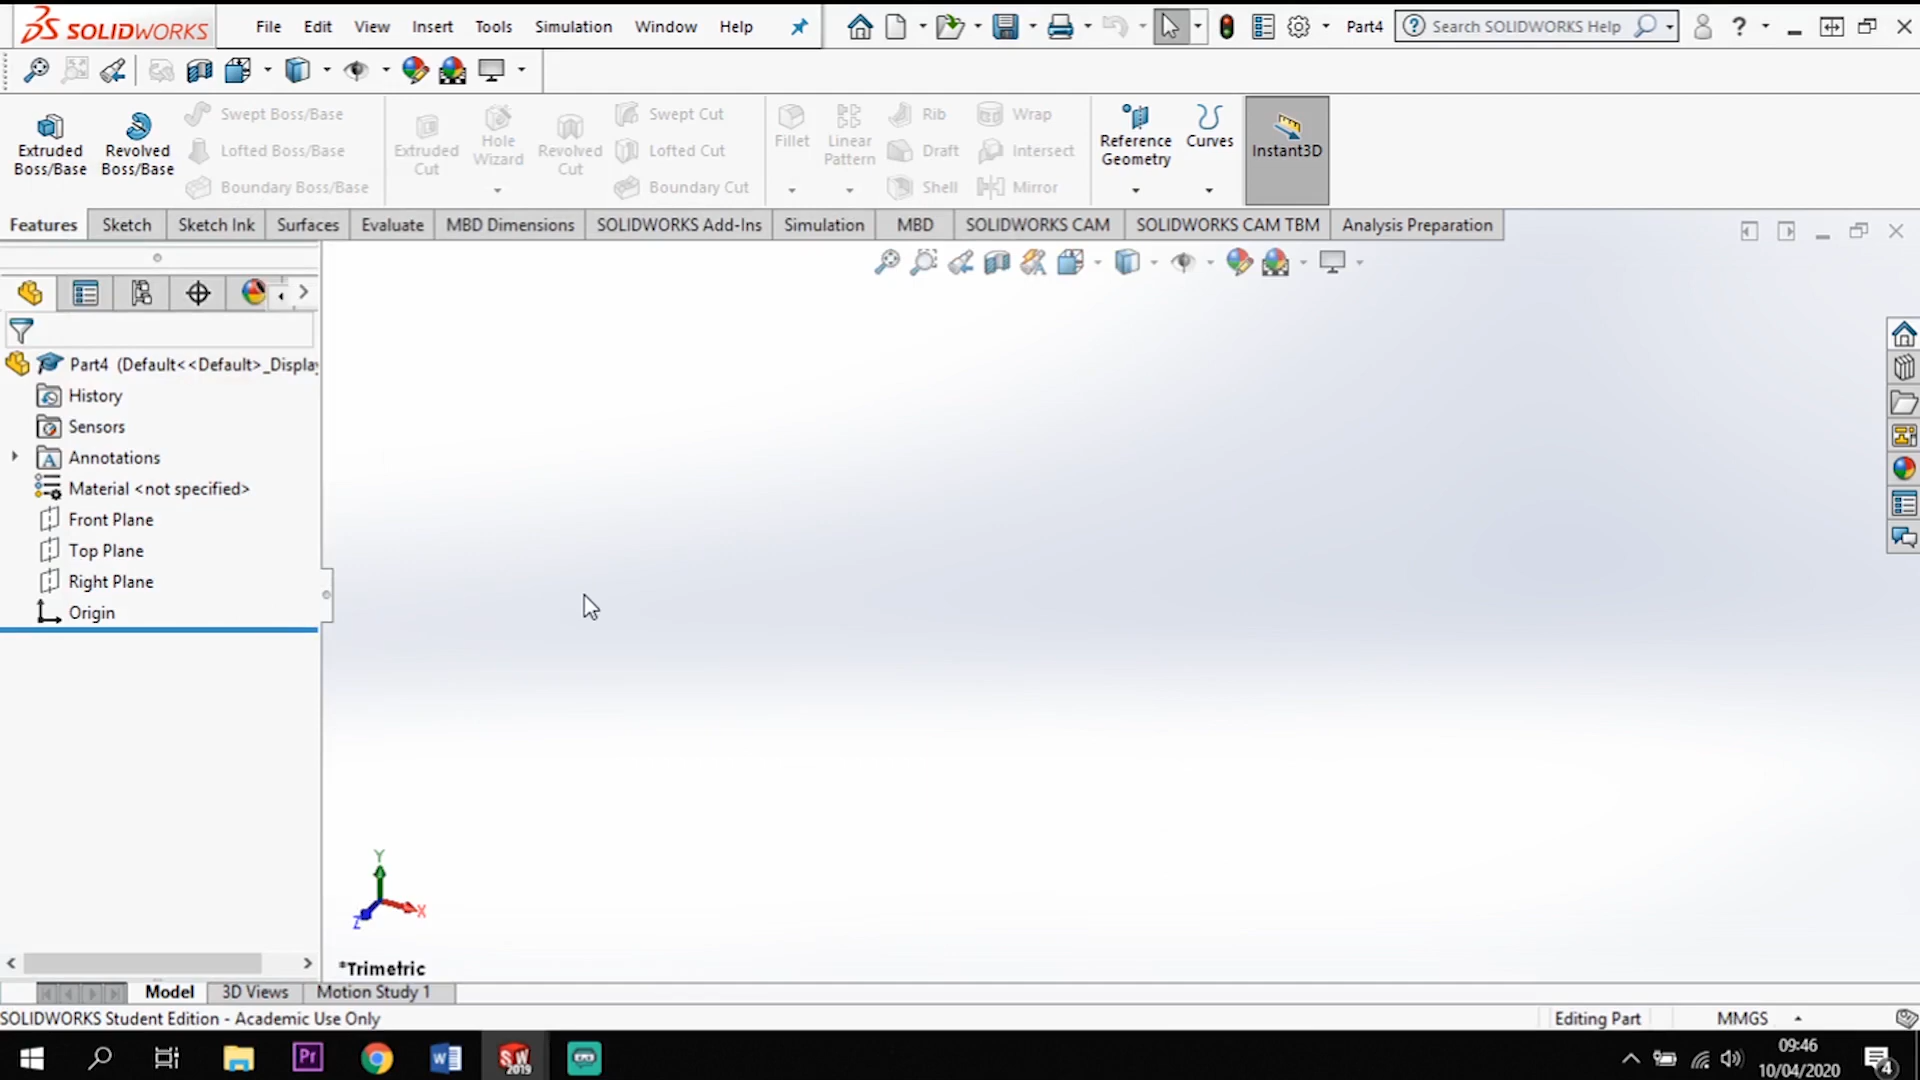 SOLIDWORKS File Edit View Insert Tools Simulation Window Help Part4 Search SOLIDWORKS Help ?
Extruded Boss/Base
Revolved Boss/Base
Swept Boss/Base
Lofted Boss/Base
Boundary Boss/Base
Extruded Cut
Hole Wizard
Revolved Cut
Swept Cut
Lofted Cut
Boundary Cut
Fillet
Linear Pattern
Rib
Draft
Shell
Wrap
Intersect
Mirror
Reference Geometry
Curves
Instant3D
Features Sketch Sketch Ink Surfaces Evaluate MBD Dimensions SOLIDWORKS Add-Ins Simulation MBD SOLIDWORKS CAM SOLIDWORKS CAM TBM Analysis Preparation
Part4 (Default<<Default>_Displa
History
Sensors
Annotations
Material <not specified>
Front Plane
Top Plane
Right Plane
Origin
Y
X
Z
*Trimetric
Model 3D Views Motion Study 1
SOLIDWORKS Student Edition - Academic Use Only Editing Part MMGS
Pr
W
SW
2019
09:46
10/04/2020
4